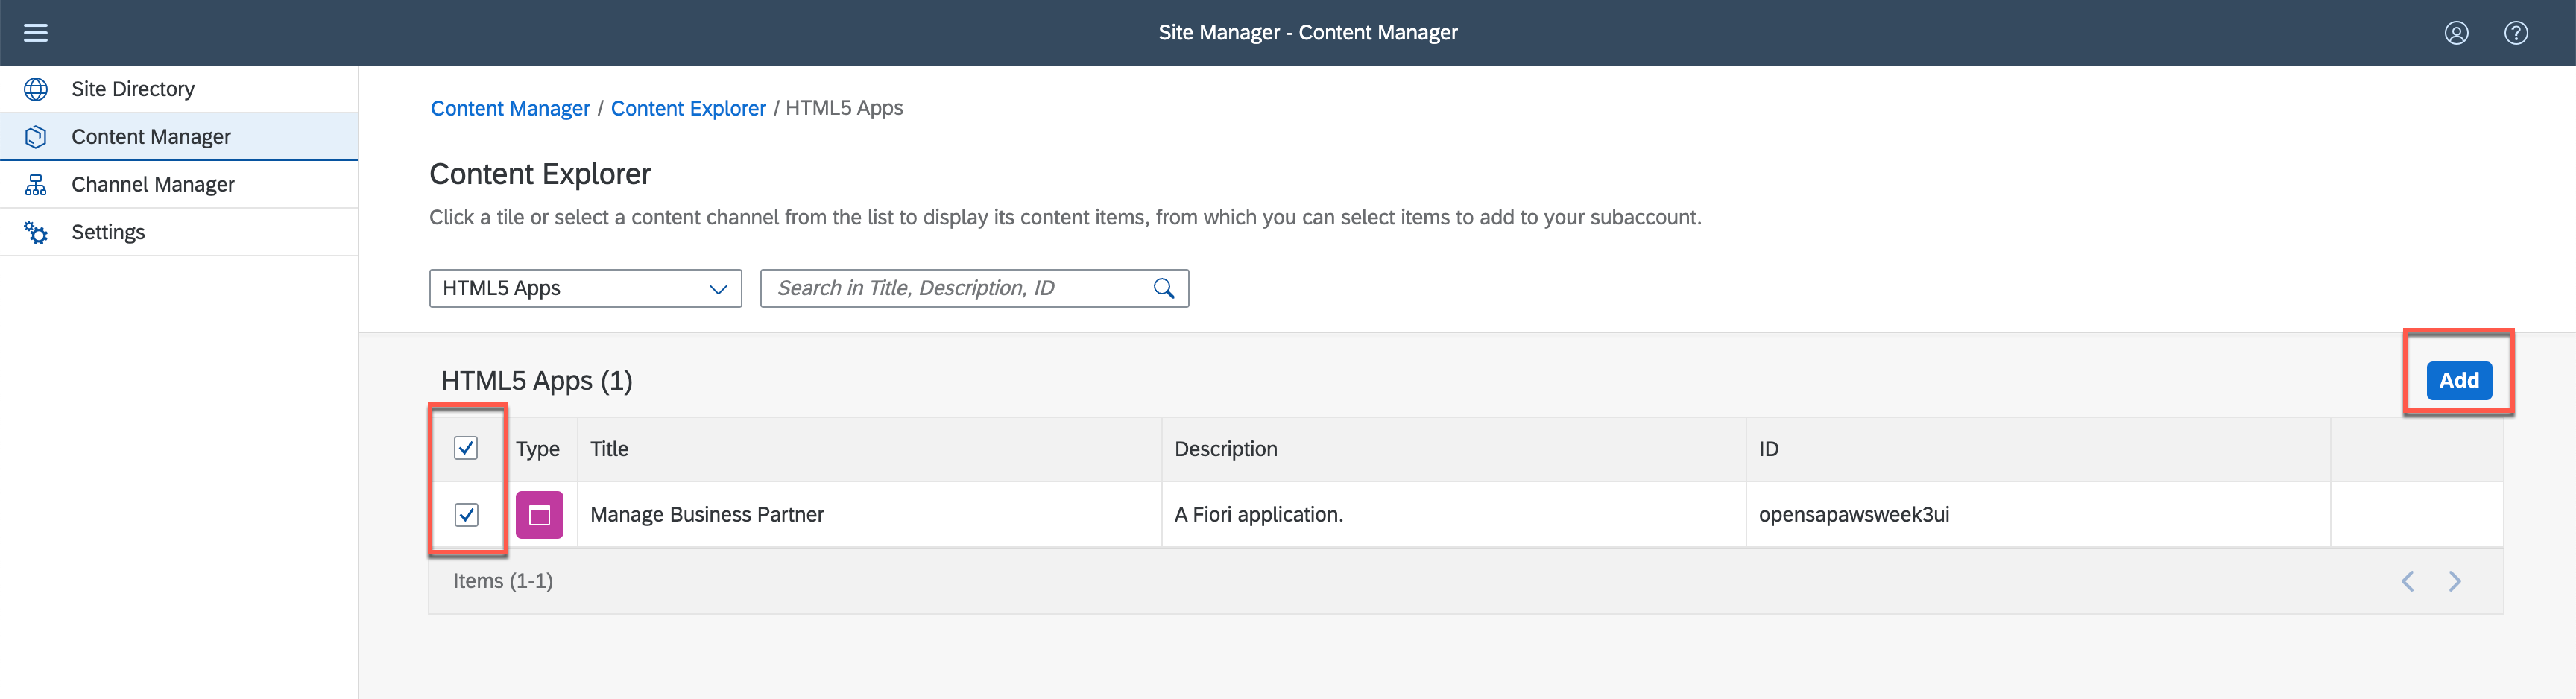 Site Manager - Content Manager
Site Directory
Content Manager
Channel Manager
Settings
Content Manager / Content Explorer / HTML5 Apps
Content Explorer
Click a tile or select a content channel from the list to display its content items, from which you can select items to add to your subaccount.
HTML5 Apps
Search in Title, Description, ID
HTML5 Apps (1)
Add
Type Title Description ID
Manage Business Partner A Fiori application. opensapawsweek3ui
Items (1-1)